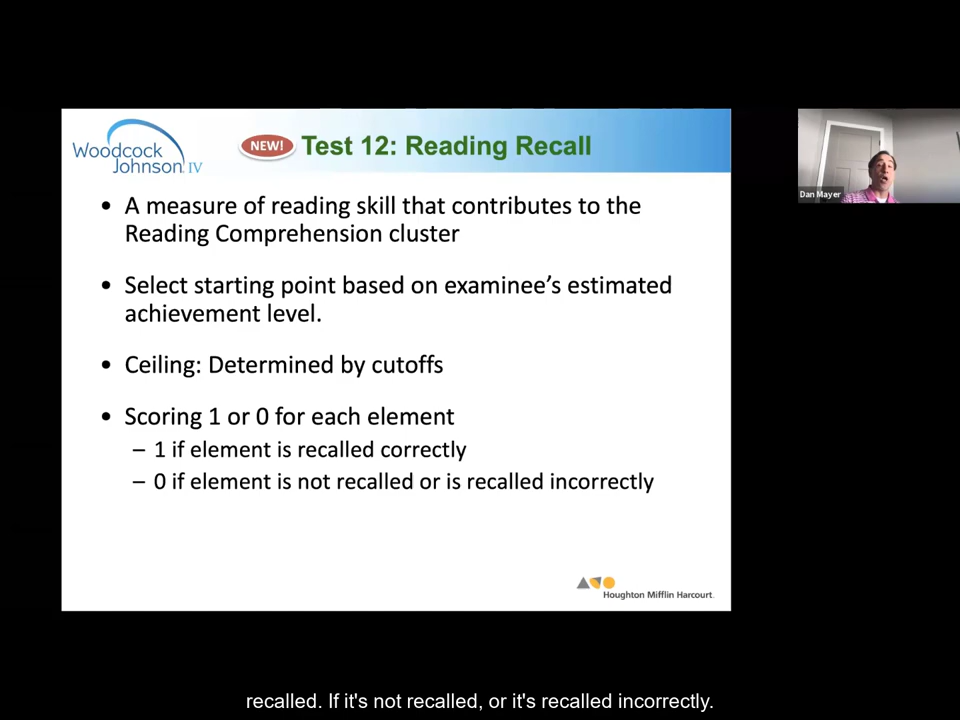 Woodcock
Johnson IV
NEW! Test 12: Reading Recall
• A measure of reading skill that contributes to the
Reading Comprehension cluster
• Select starting point based on examinee’s estimated
achievement level.
• Ceiling: Determined by cutoffs
• Scoring 1 or 0 for each element
– 1 if element is recalled correctly
– 0 if element is not recalled or is recalled incorrectly
Houghton Mifflin Harcourt
Dan Mayer
recalled. If it's not recalled, or it's recalled incorrectly.